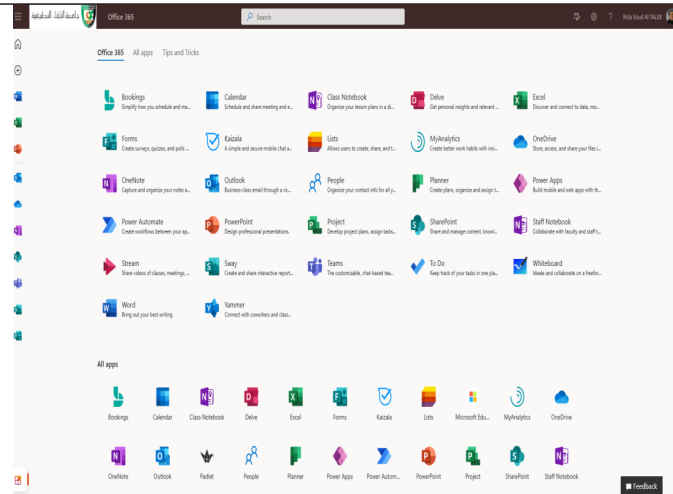 جامعة البلقاء التطبيقية
Office 365
Search
Rola Saud Al TALEB
Office 365 All apps Tips and Tricks
Bookings
Simplify how you schedule and ma...
Calendar
Schedule and share meeting and e...
Class Notebook
Organize your lesson plans in a di...
Delve
Get personal insights and relevant ...
Excel
Discover and connect to data, mo...
Forms
Create surveys, quizzes, and polls ...
Kaizala
A simple and secure mobile chat a...
Lists
Allows users to create, share, and t...
MyAnalytics
Create better work habits with insi...
OneDrive
Store, access, and share your files i...
OneNote
Capture and organize your notes a...
Outlook
Business-class email through a ric...
People
Organize your contact info for all y...
Planner
Create plans, organize and assign t...
Power Apps
Build mobile and web apps with th...
Power Automate
Create workflows between your ap...
PowerPoint
Design professional presentations.
Project
Develop project plans, assign tasks...
SharePoint
Share and manage content, knowl...
Staff Notebook
Collaborate with faculty and staff t...
Stream
Share videos of classes, meetings, ...
Sway
Create and share interactive report...
Teams
The customizable, chat-based tea...
To Do
Keep track of your tasks in one pla...
Whiteboard
Ideate and collaborate on a freefor...
Word
Bring out your best writing.
Yammer
Connect with coworkers and class...
All apps
Bookings Calendar Class Notebook Delve Excel Forms Kaizala Lists Microsoft Edu... MyAnalytics OneDrive
OneNote Outlook Padlet People Planner Power Apps Power Autom... PowerPoint Project SharePoint Staff Notebook
Feedback